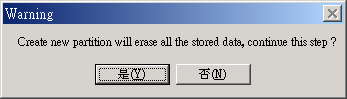 Warning
Create new partition will erase all the stored data, continue this step ?
是(Y) 否(N)